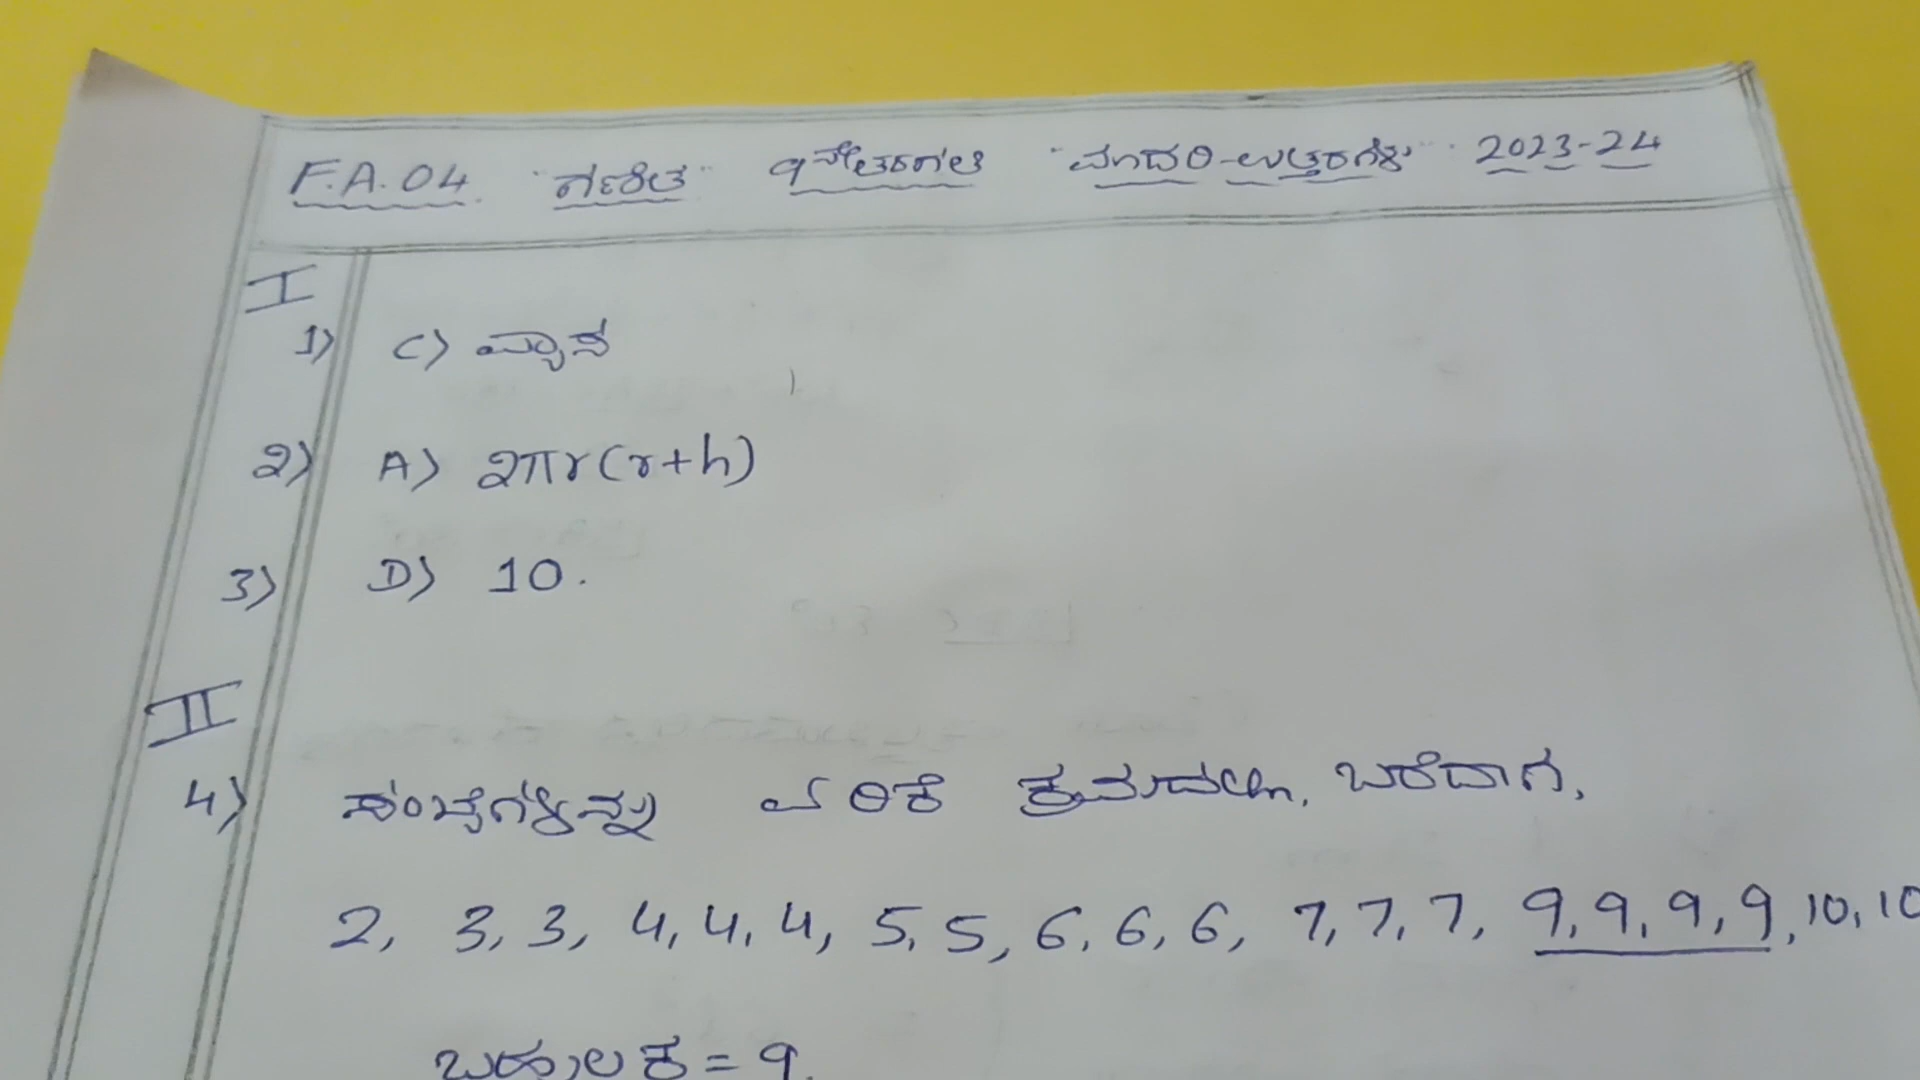 F.A.04 "ಗಣಿತ" ೯ನೇತರಗತಿ "ಮಾದರಿ-ಉತ್ತರಗಳು" 2023-24
I
1) C) ವ್ಯಾಸ
2) A) 2πr(r+h)
3) D) 10.
II
4) ಸಂಖ್ಯೆಗಳನ್ನು ಏರಿಕೆ ಕ್ರಮದಲ್ಲಿ, ಬರೆದಾಗ,
2, 3, 3, 4, 4, 4, 5, 5, 6, 6, 6, 7, 7, 7, 9, 9, 9, 9, 10, 10
ಬಹುಲಕ = 9.